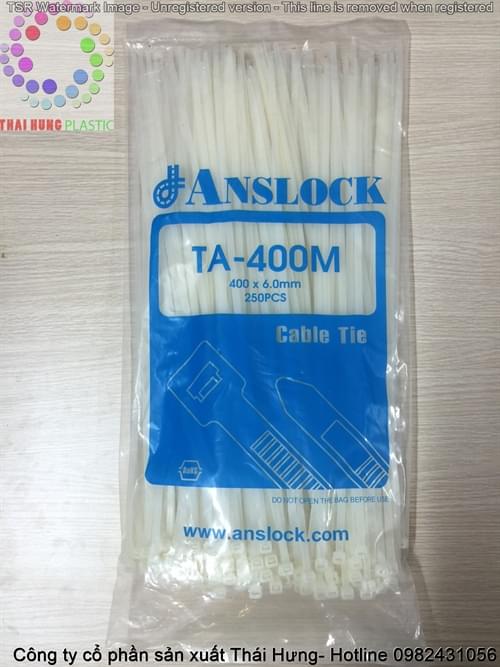 TSR Watermark Image - Unregistered version - This line is removed when registered
THAI HUNG PLASTIC
ANSLOCK
TA-400M
400 x 6.0mm
250PCS
Cable Tie
RoHS
DO NOT OPEN THE BAG BEFORE USE
www.anslock.com
Công ty cổ phần sản xuất Thái Hưng- Hotline 0982431056